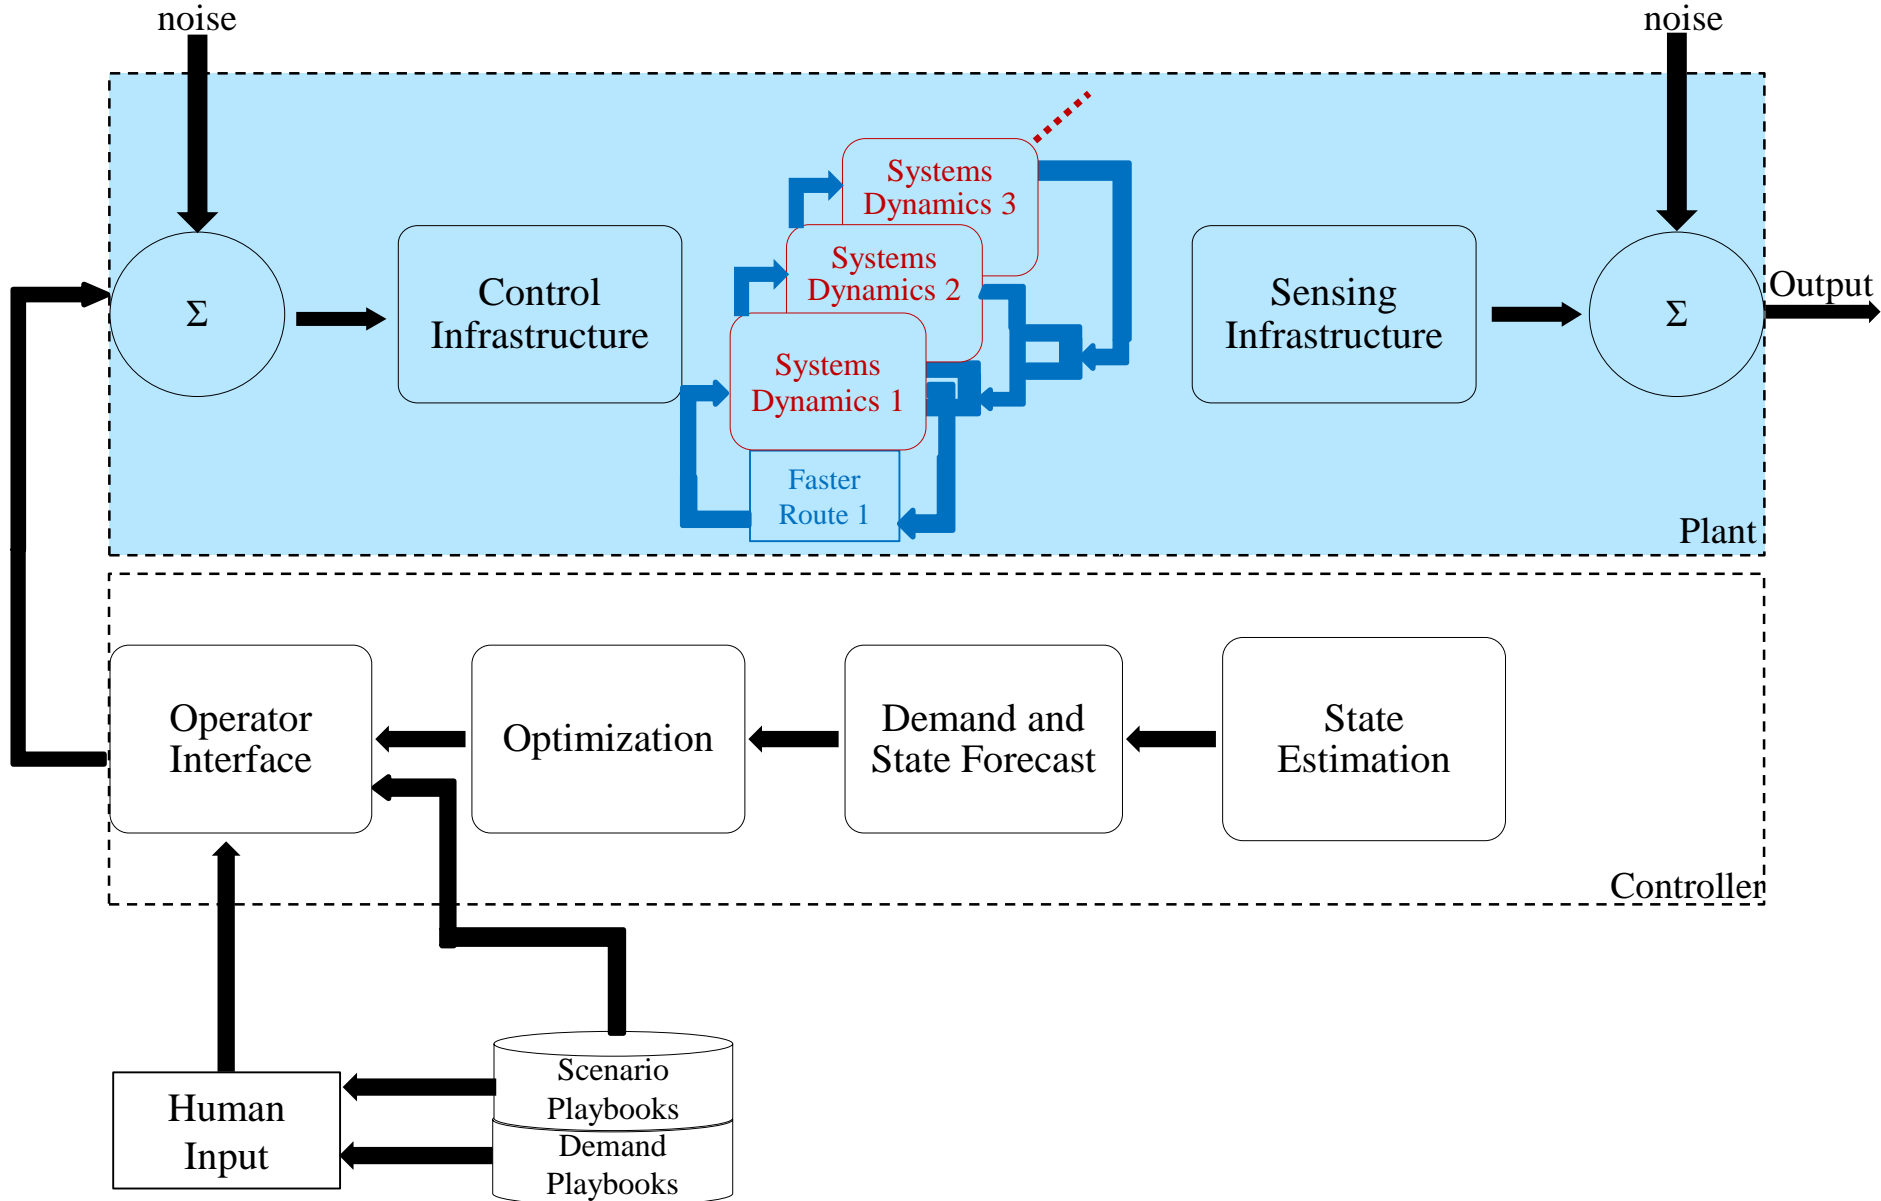 noise
noise
Systems
Dynamics 3
Systems
Dynamics 2
Systems
Dynamics 1
Faster
Route 1
Σ
Control
Infrastructure
Sensing
Infrastructure
Σ
Output
Plant
Operator
Interface
Optimization
Demand and
State Forecast
State
Estimation
Controller
Human
Input
Scenario
Playbooks
Demand
Playbooks